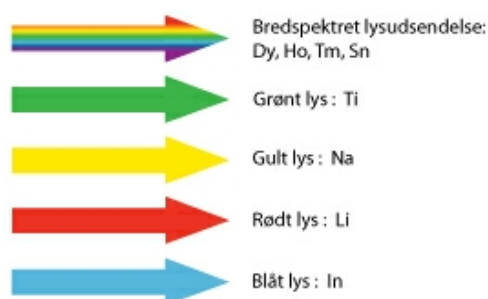 Bredspektret lysudsendelse:
Dy, Ho, Tm, Sn
Grønt lys : Ti
Gult lys : Na
Rødt lys : Li
Blåt lys : In